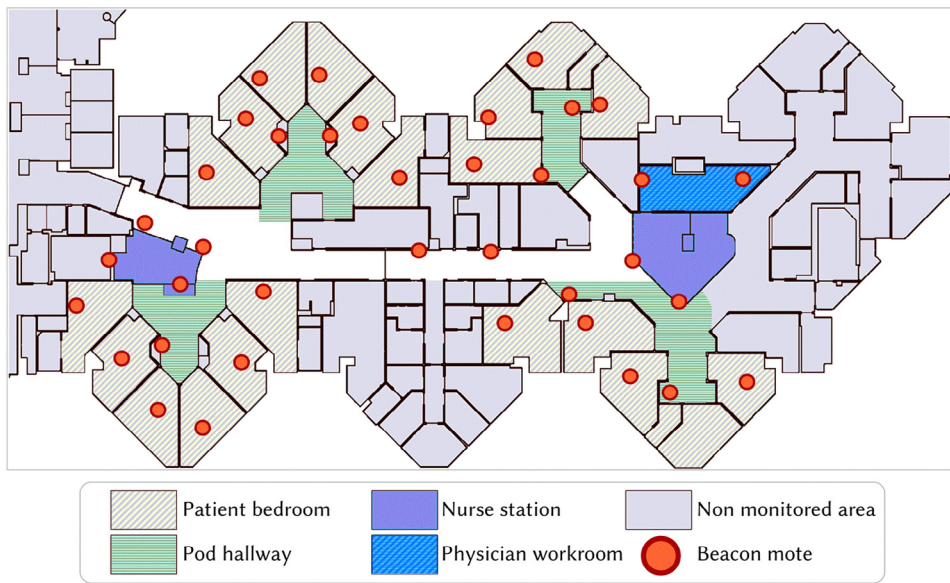 Patient bedroom
Nurse station
Non monitored area
Pod hallway
Physician workroom
Beacon mote